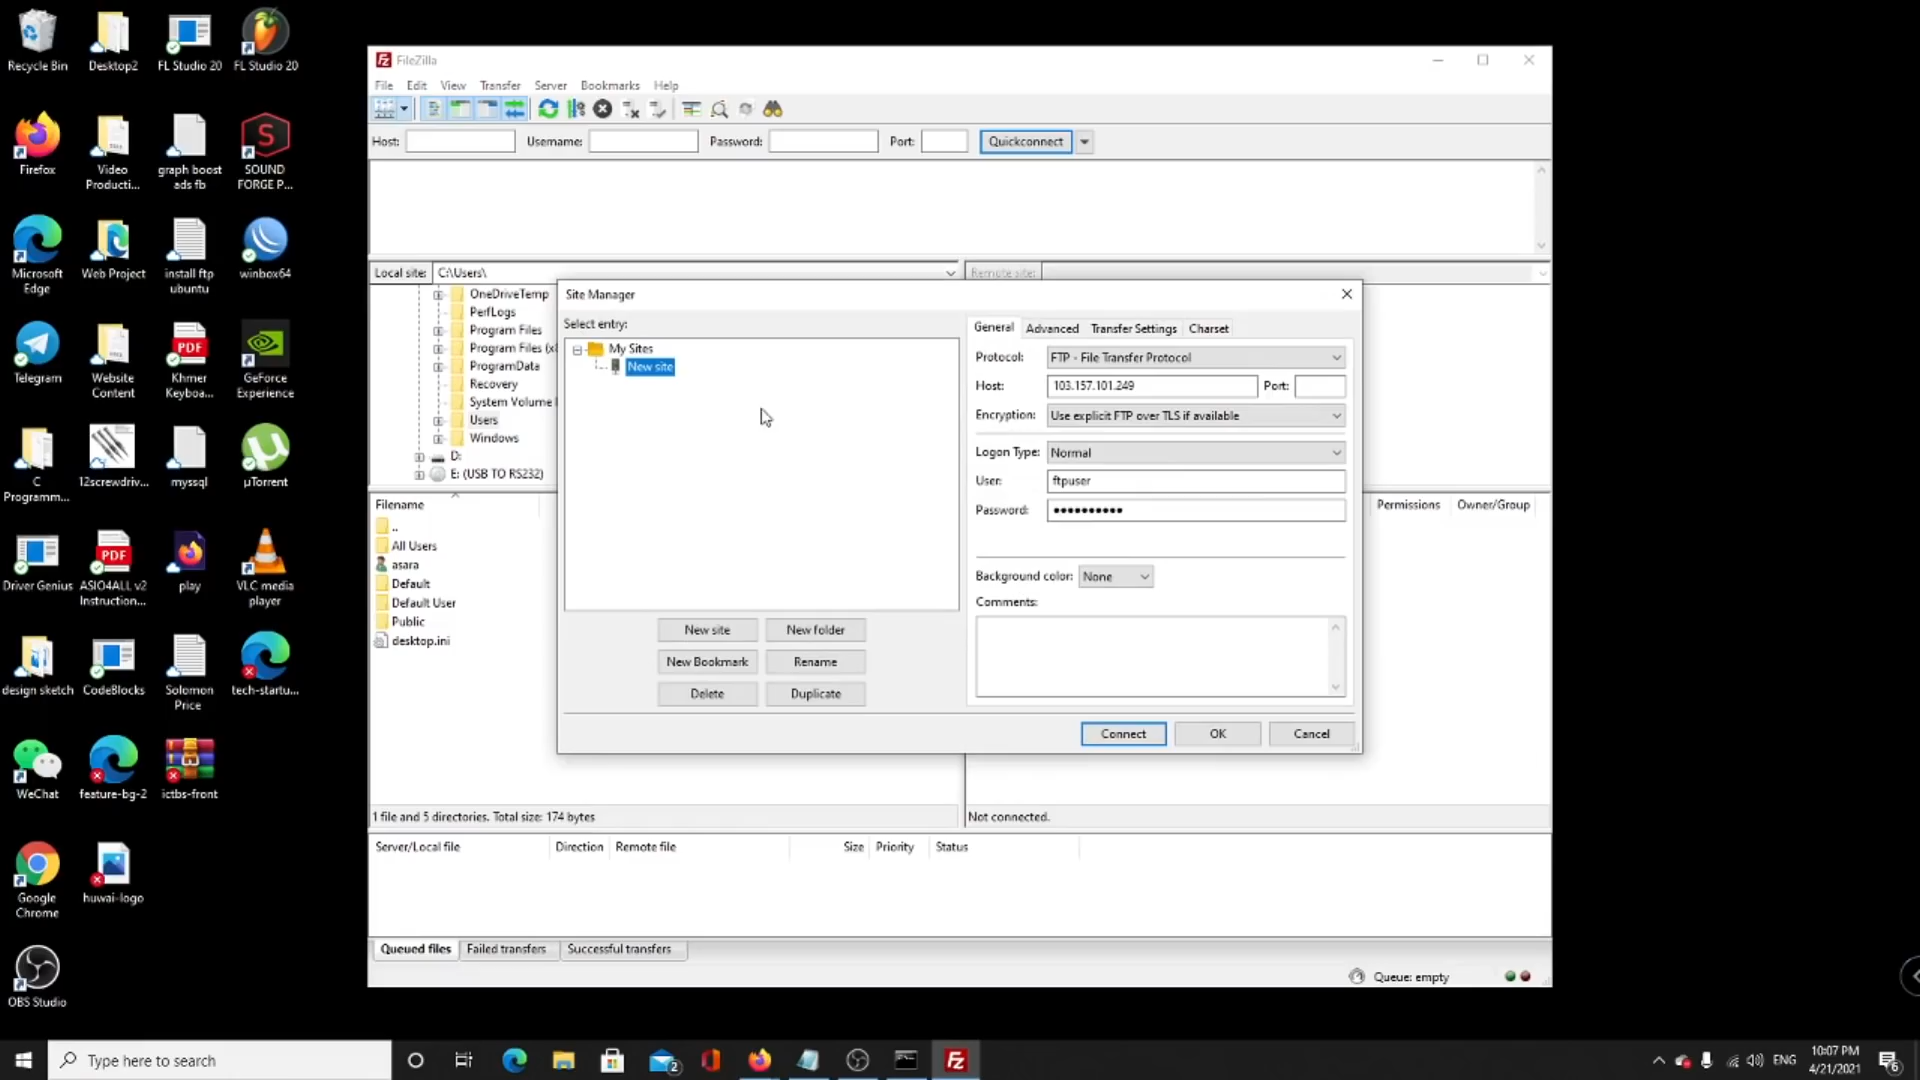 Recycle Bin
Desktop2
FL Studio 20
FL Studio 20
Firefox
Video
Producti...
graph boost
ads fb
SOUND
FORGE P...
Microsoft
Edge
Web Project
install ftp
ubuntu
winbox64
Telegram
Website
Content
Khmer
Keyboa...
GeForce
Experience
C
Programm...
12screwdriv...
myssql
µTorrent
Driver Genius
ASIO4ALL v2
Instruction...
play
VLC media
player
design sketch
CodeBlocks
Solomon
Price
tech-startu...
WeChat
feature-bg-2
ictbs-front
Google
Chrome
huwai-logo
OBS Studio
FileZilla
File Edit View Transfer Server Bookmarks Help
Host: Username: Password: Port: Quickconnect
Local site: C:\Users\
Remote site:
OneDriveTemp
PerfLogs
Program Files
Program Files (x8
ProgramData
Recovery
System Volume I
Users
Windows
D:
E: (USB TO RS232)
Filename
..
All Users
asara
Default
Default User
Public
desktop.ini
Permissions Owner/Group
Site Manager
Select entry:
My Sites
New site
New site New folder
New Bookmark Rename
Delete Duplicate
General Advanced Transfer Settings Charset
Protocol: FTP - File Transfer Protocol
Host: 103.157.101.249 Port:
Encryption: Use explicit FTP over TLS if available
Logon Type: Normal
User: ftpuser
Password: ••••••••••
Background color: None
Comments:
Connect OK Cancel
1 file and 5 directories. Total size: 174 bytes
Not connected.
Server/Local file Direction Remote file Size Priority Status
Queued files Failed transfers Successful transfers
Queue: empty
Type here to search
2
ENG
10:07 PM
4/21/2021
6